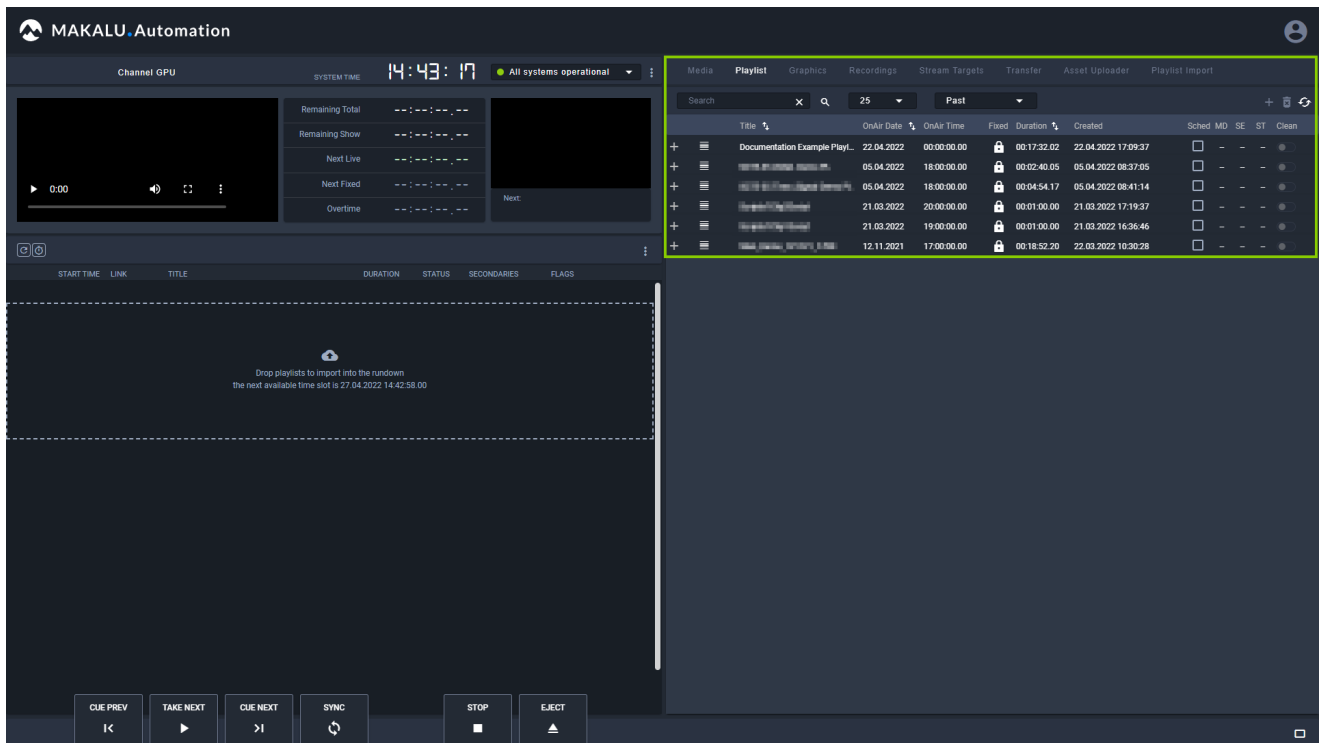 MAKALU.Automation
Channel GPU
SYSTEM TIME 14:43:17
All systems operational
Remaining Total --:--:--.--
Remaining Show --:--:--.--
Next Live --:--:--.--
Next Fixed --:--:--.--
Overtime --:--:--.--
0:00
Next:
START TIME LINK TITLE DURATION STATUS SECONDARIES FLAGS
Drop playlists to import into the rundown
the next available time slot is 27.04.2022 14:42:58.00
CUE PREV TAKE NEXT CUE NEXT SYNC STOP EJECT
Media Playlist Graphics Recordings Stream Targets Transfer Asset Uploader Playlist Import
Search 25 Past
Title OnAir Date OnAir Time Fixed Duration Created Sched MD SE ST Clean
Documentation Example Playl... 22.04.2022 00:00:00.00 00:17:32.02 22.04.2022 17:09:37 - - -
05.04.2022 18:00:00.00 00:02:40.05 05.04.2022 08:37:05 - - -
05.04.2022 18:00:00.00 00:04:54.17 05.04.2022 08:41:14 - - -
21.03.2022 20:00:00.00 00:01:00.00 21.03.2022 17:19:37 - - -
21.03.2022 19:00:00.00 00:01:00.00 21.03.2022 16:36:46 - - -
12.11.2021 17:00:00.00 00:18:52.20 22.03.2022 10:30:28 - - -